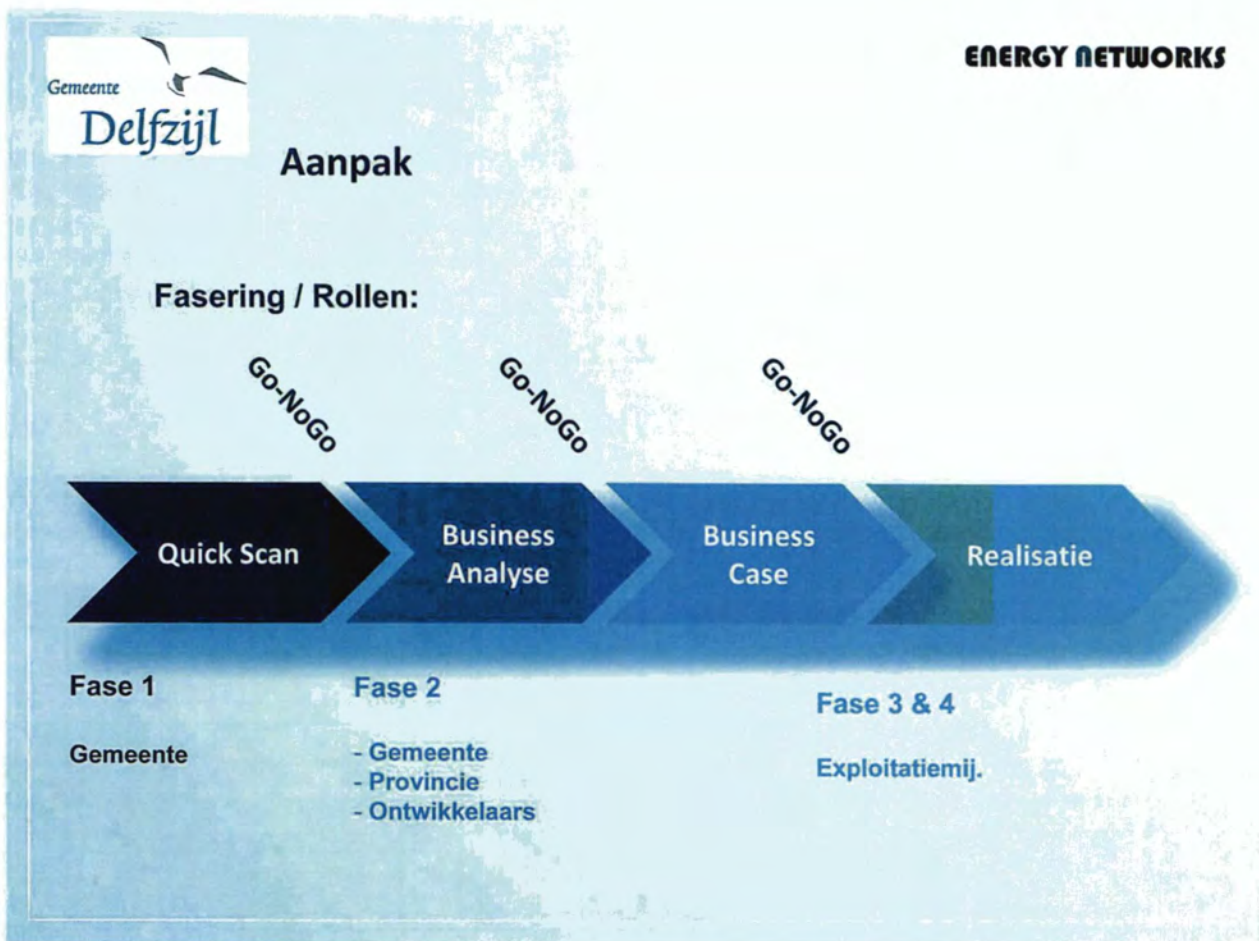 Gemeente
Delfzijl
ENERGY NETWORKS
Aanpak
Fasering / Rollen:
Go-NoGo
Go-NoGo
Go-NoGo
Quick Scan
Business
Analyse
Business
Case
Realisatie
Fase 1
Gemeente
Fase 2
- Gemeente
- Provincie
- Ontwikkelaars
Fase 3 & 4
Exploitatiemij.